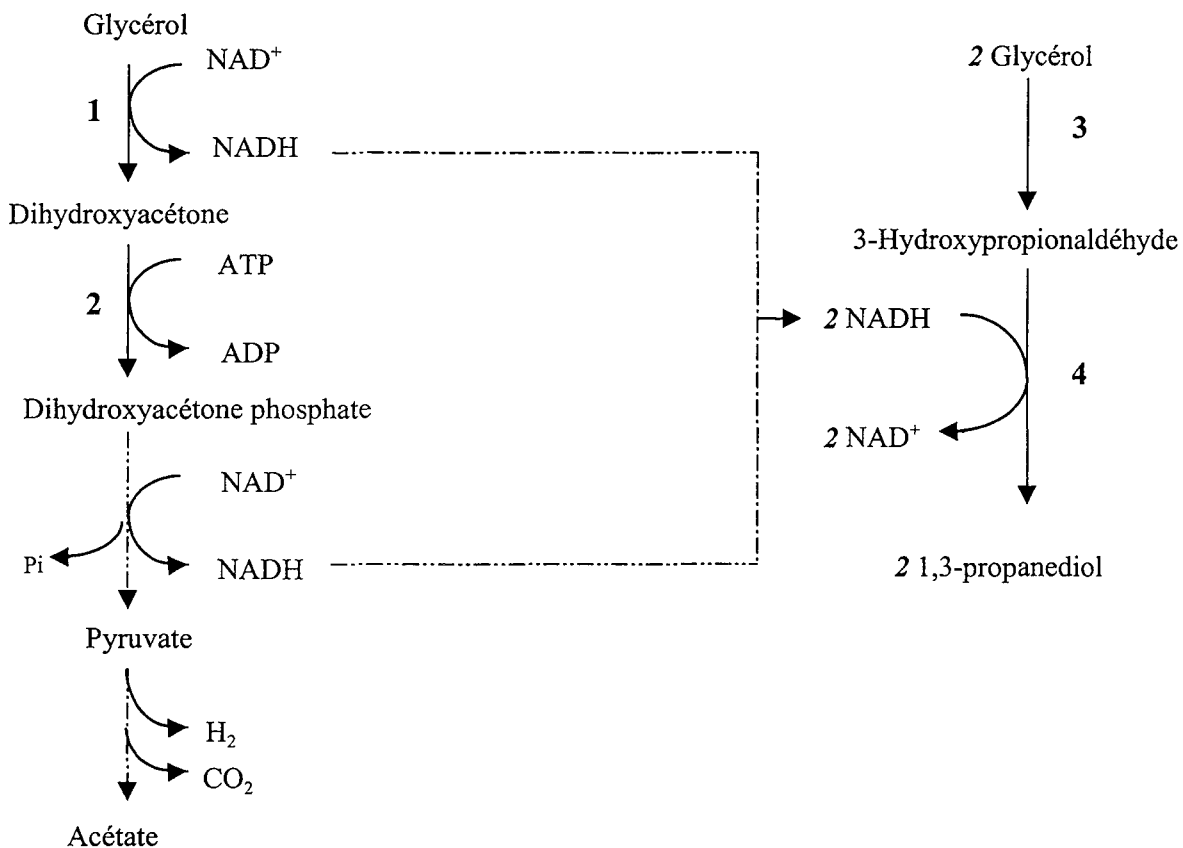 Glycérol
NAD⁺
1
NADH
Dihydroxyacétone
ATP
2
ADP
Dihydroxyacétone phosphate
NAD⁺
Pi
NADH
Pyruvate
H₂
CO₂
Acétate
2 Glycérol
3
3-Hydroxypropionaldéhyde
2 NADH
4
2 NAD⁺
2 1,3-propanediol